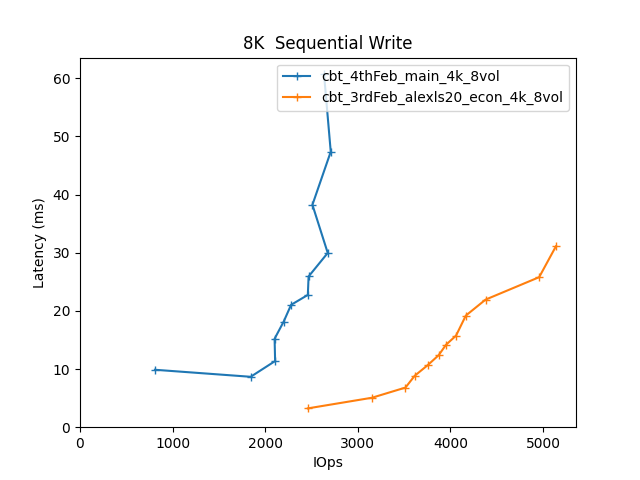 8K  Sequential Write
cbt_4thFeb_main_4k_8vol
cbt_3rdFeb_alexls20_econ_4k_8vol
60
50
40
30
20
10
0
Latency (ms)
0 1000 2000 3000 4000 5000
IOps